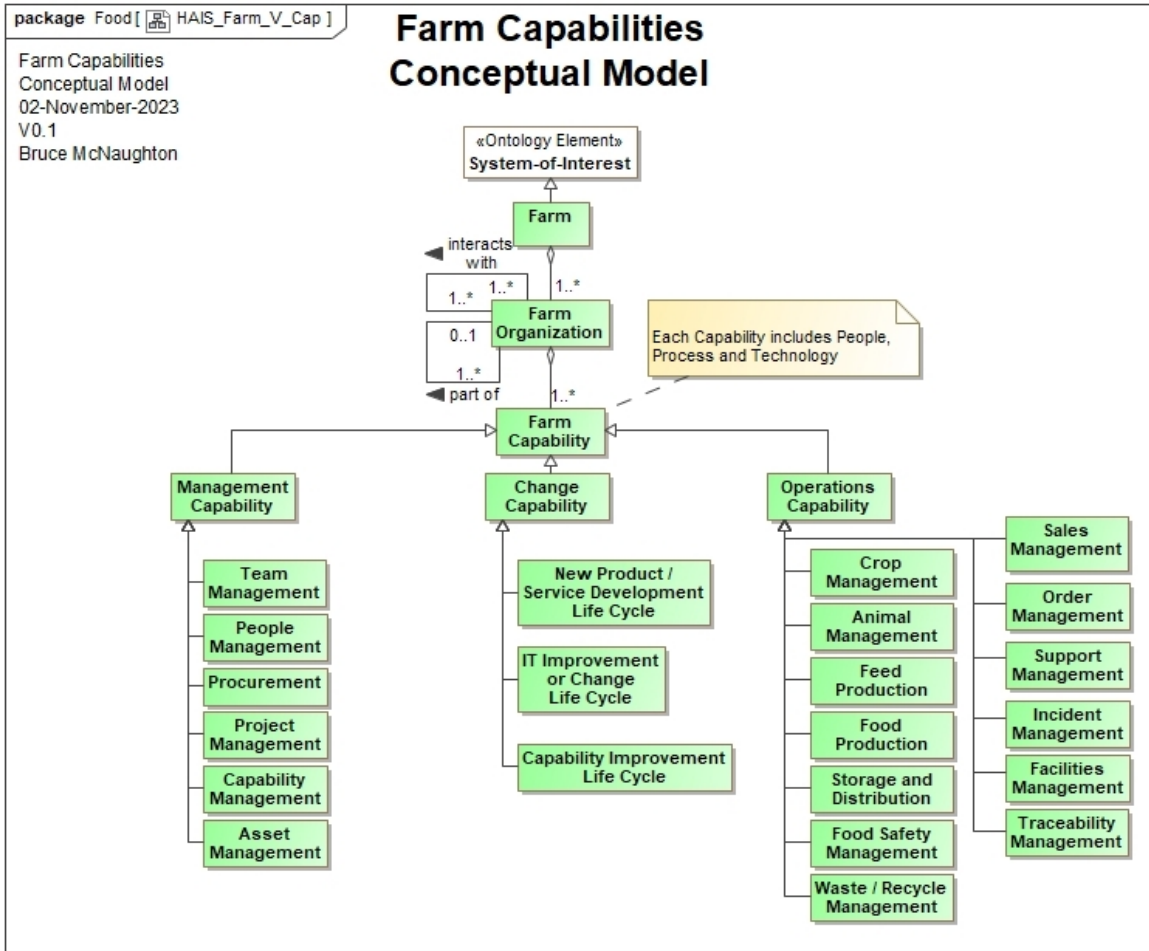 package Food [ HAIS_Farm_V_Cap ]
Farm Capabilities
Conceptual Model
Farm Capabilities
Conceptual Model
02-November-2023
V0.1
Bruce McNaughton
«Ontology Element»
System-of-Interest
Farm
interacts
with
1..*
1..*
1..*
Farm
Organization
0..1
1..*
part of
1..*
Each Capability includes People,
Process and Technology
Farm
Capability
Management
Capability
Change
Capability
Operations
Capability
Team
Management
People
Management
Procurement
Project
Management
Capability
Management
Asset
Management
New Product /
Service Development
Life Cycle
IT Improvement
or Change
Life Cycle
Capability Improvement
Life Cycle
Crop
Management
Animal
Management
Feed
Production
Food
Production
Storage and
Distribution
Food Safety
Management
Waste / Recycle
Management
Sales
Management
Order
Management
Support
Management
Incident
Management
Facilities
Management
Traceability
Management